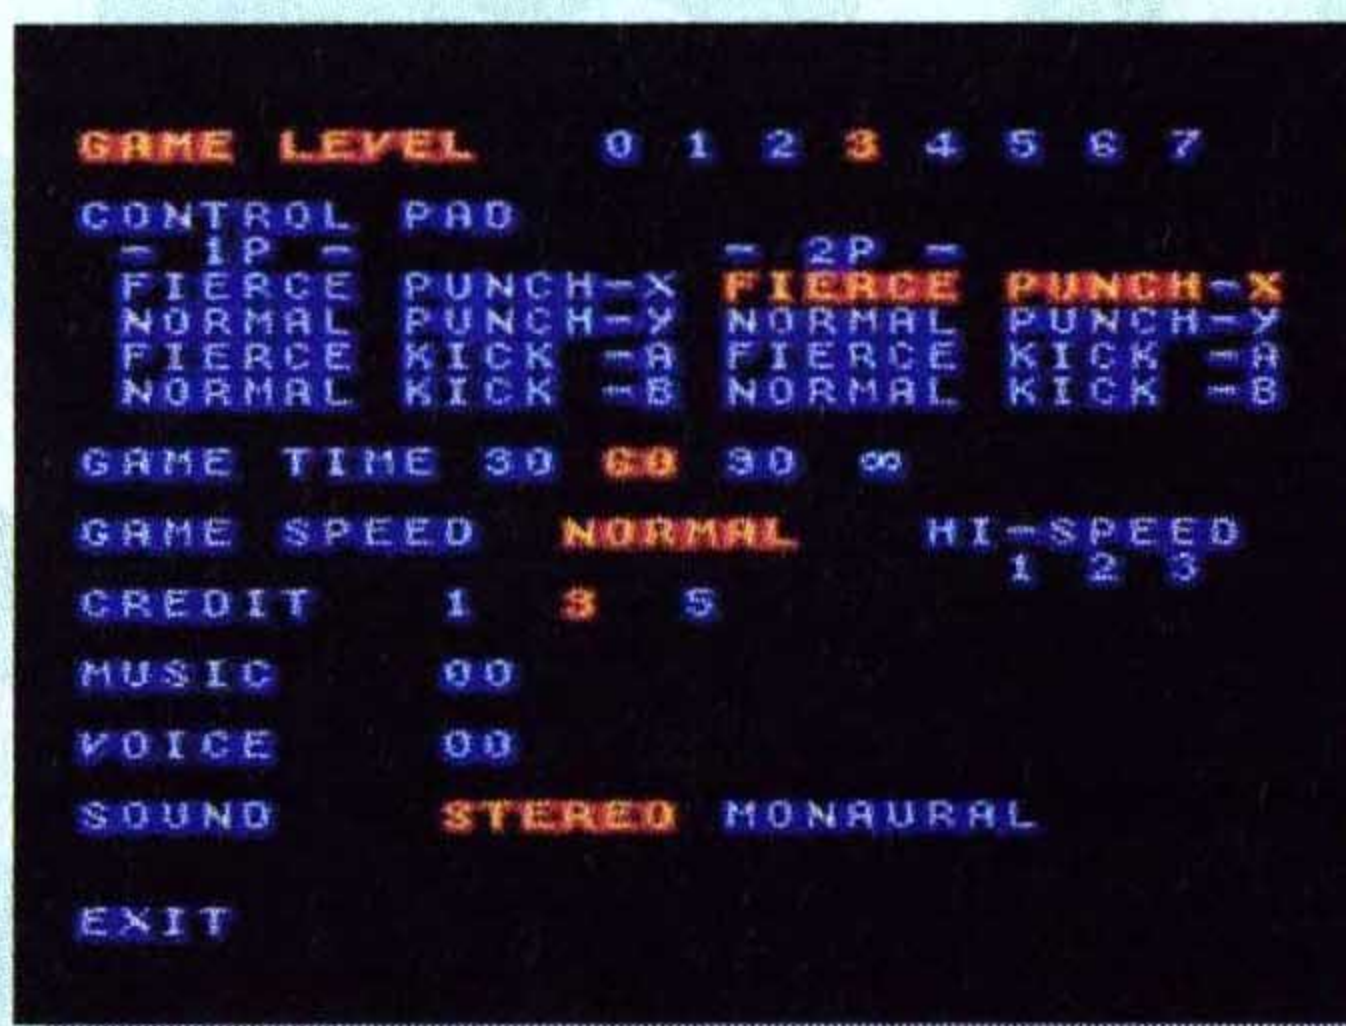 GAME LEVEL 0 1 2 3 4 5 6 7
CONTROL PAD
- 1P - - 2P -
FIERCE PUNCH-X FIERCE PUNCH-X
NORMAL PUNCH-Y NORMAL PUNCH-Y
FIERCE KICK -A FIERCE KICK -A
NORMAL KICK -B NORMAL KICK -B
GAME TIME 30 60 90 ∞
GAME SPEED NORMAL HI-SPEED
1 2 3
CREDIT 1 3 5
MUSIC 00
VOICE 00
SOUND STEREO MONAURAL
EXIT